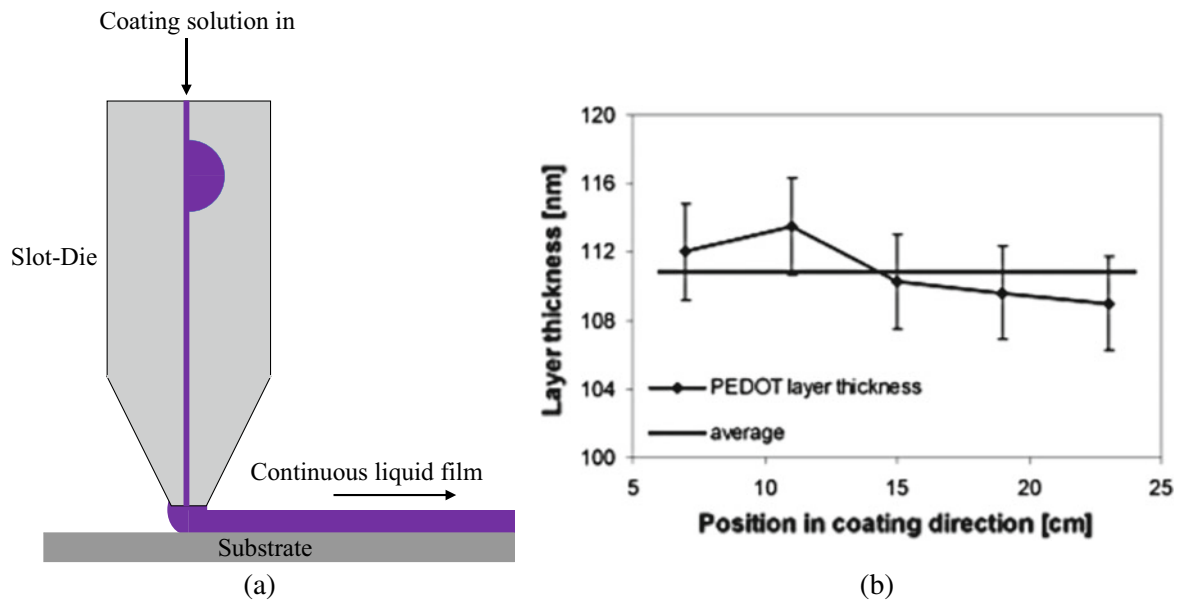 Coating solution in
Slot-Die
Continuous liquid film
Substrate
(a)
120
116
112
108
104
100
Layer thickness [nm]
PEDOT layer thickness
average
5 10 15 20 25
Position in coating direction [cm]
(b)